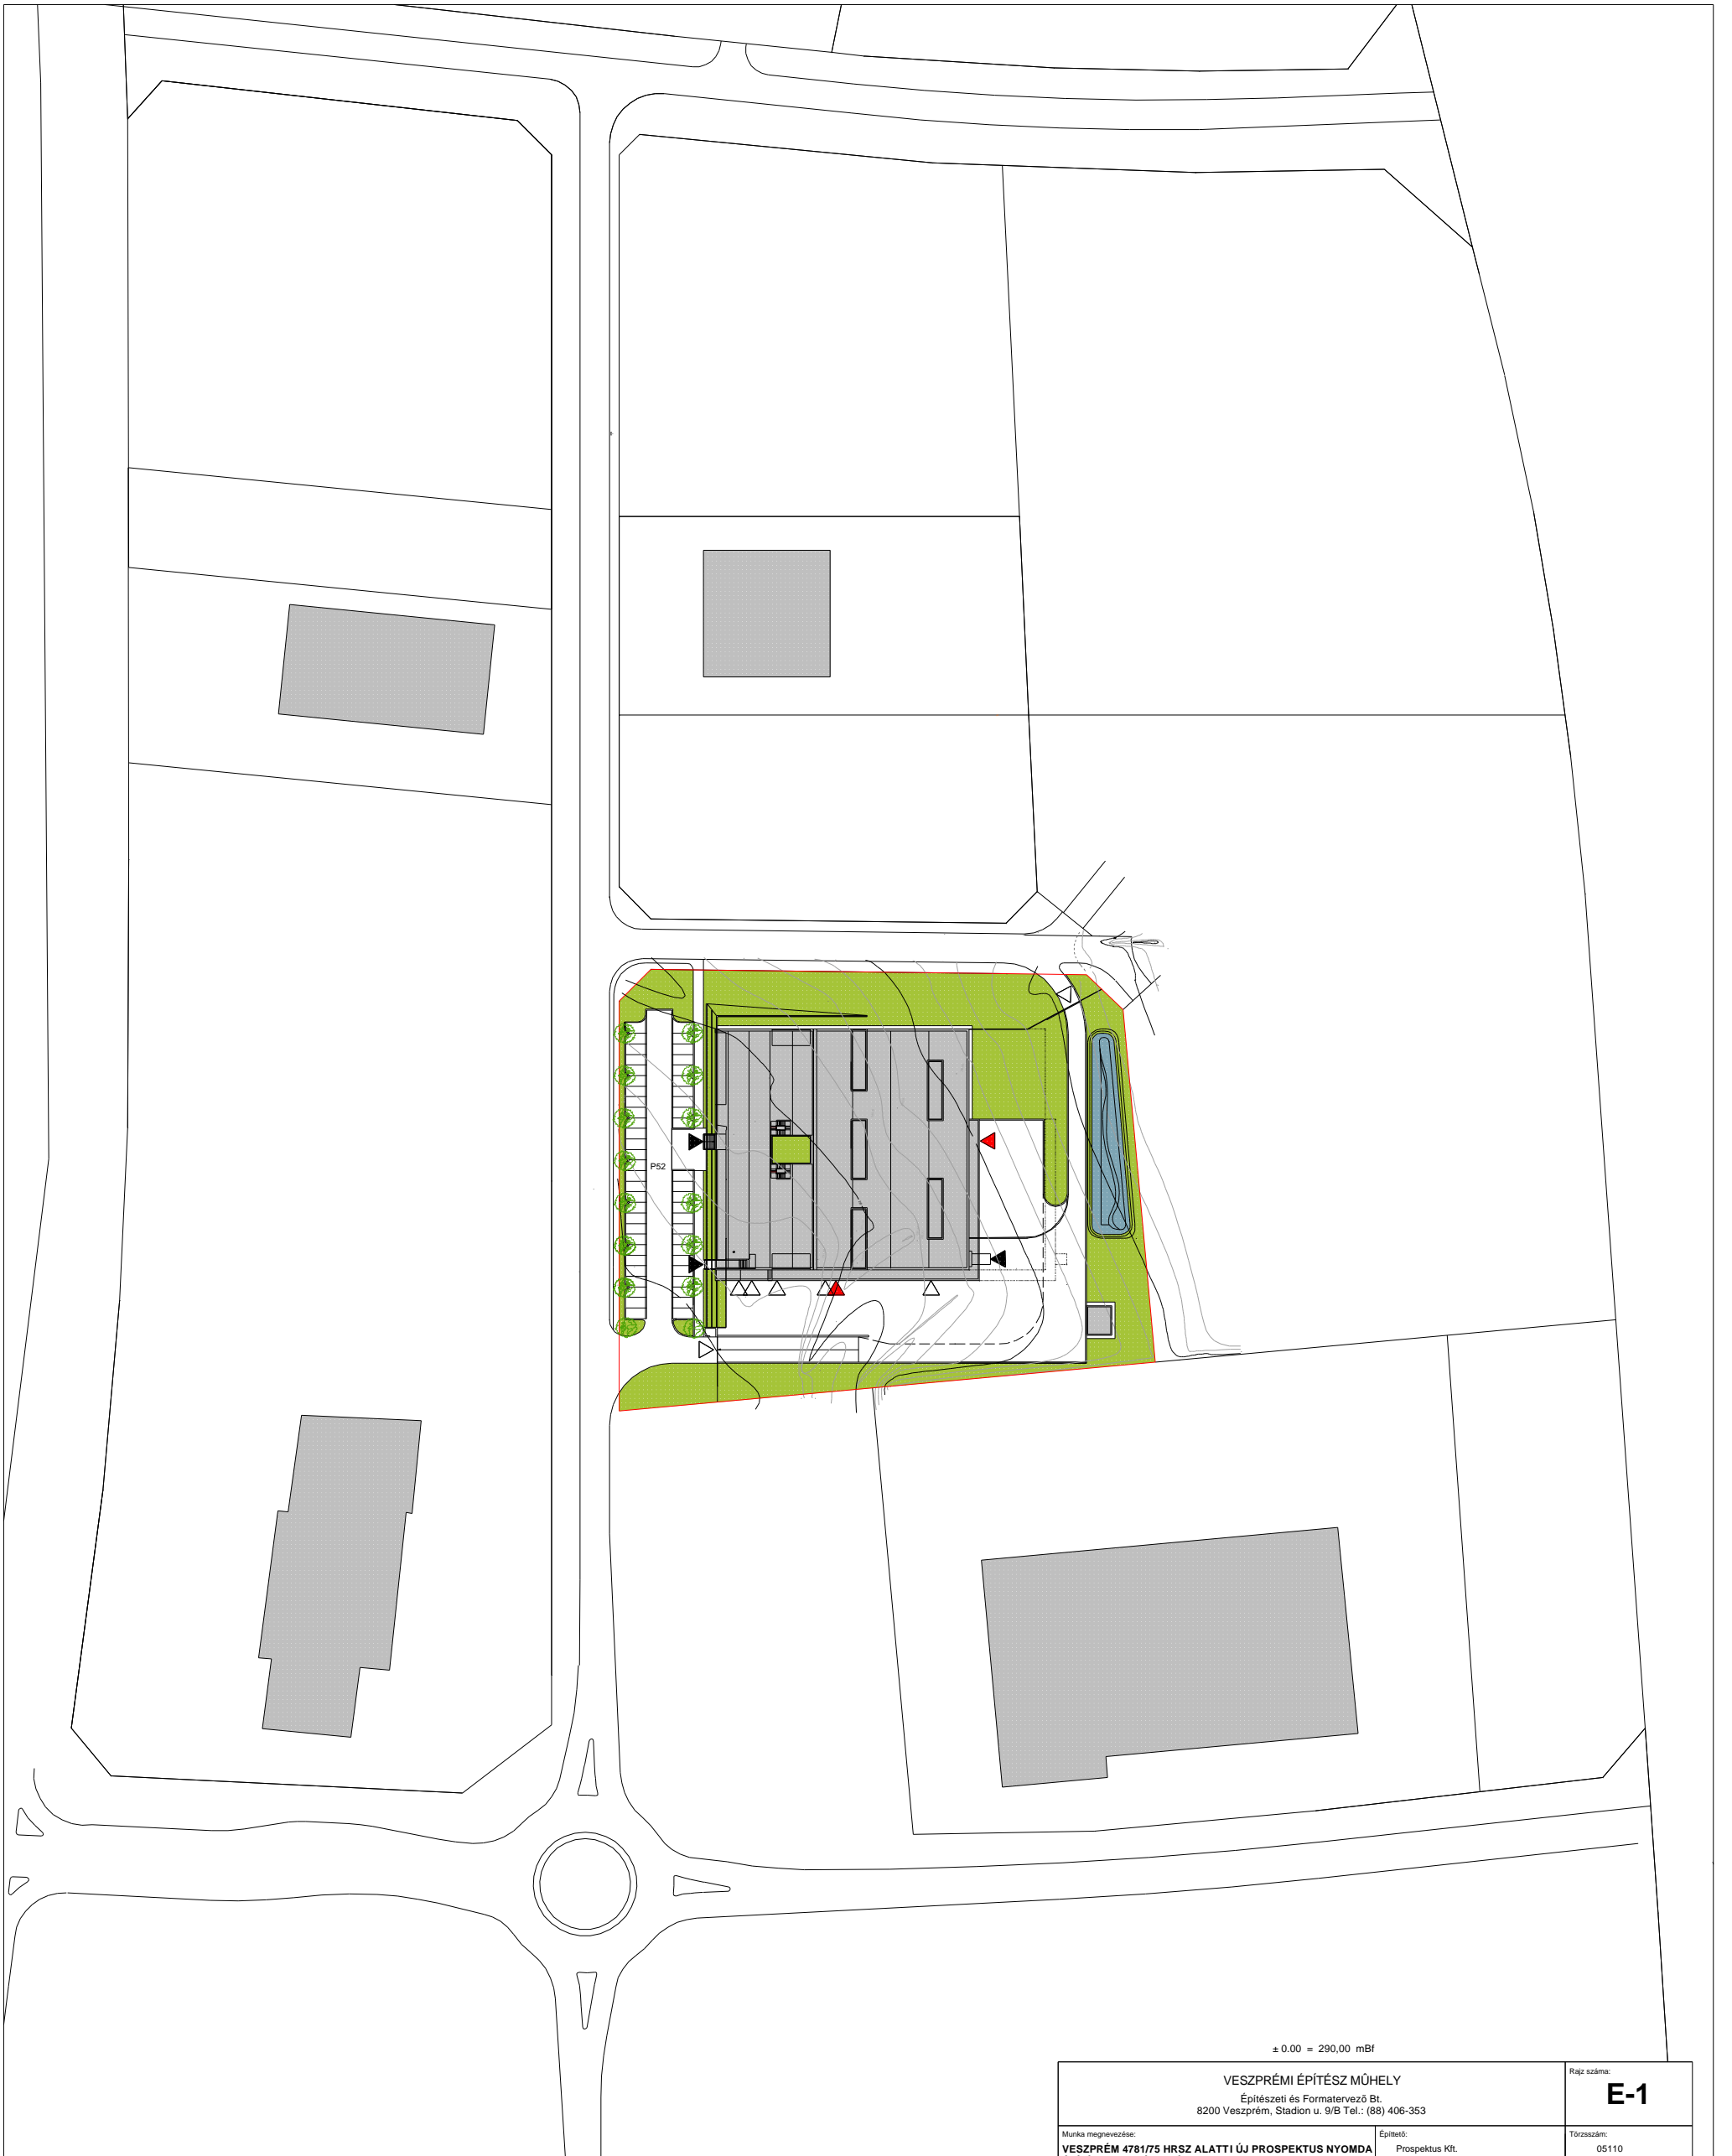 P52
± 0.00 = 290,00 mBf
VESZPRÉMI ÉPÍTÉSZ MŰHELY
Építészeti és Formatervező Bt.
8200 Veszprém, Stadion u. 9/B Tel.: (88) 406-353
Rajz száma:
E-1
Munka megnevezése:
VESZPRÉM 4781/75 HRSZ ALATTI ÚJ PROSPEKTUS NYOMDA
Építtető:
Prospektus Kft.
Törzsszám:
05110